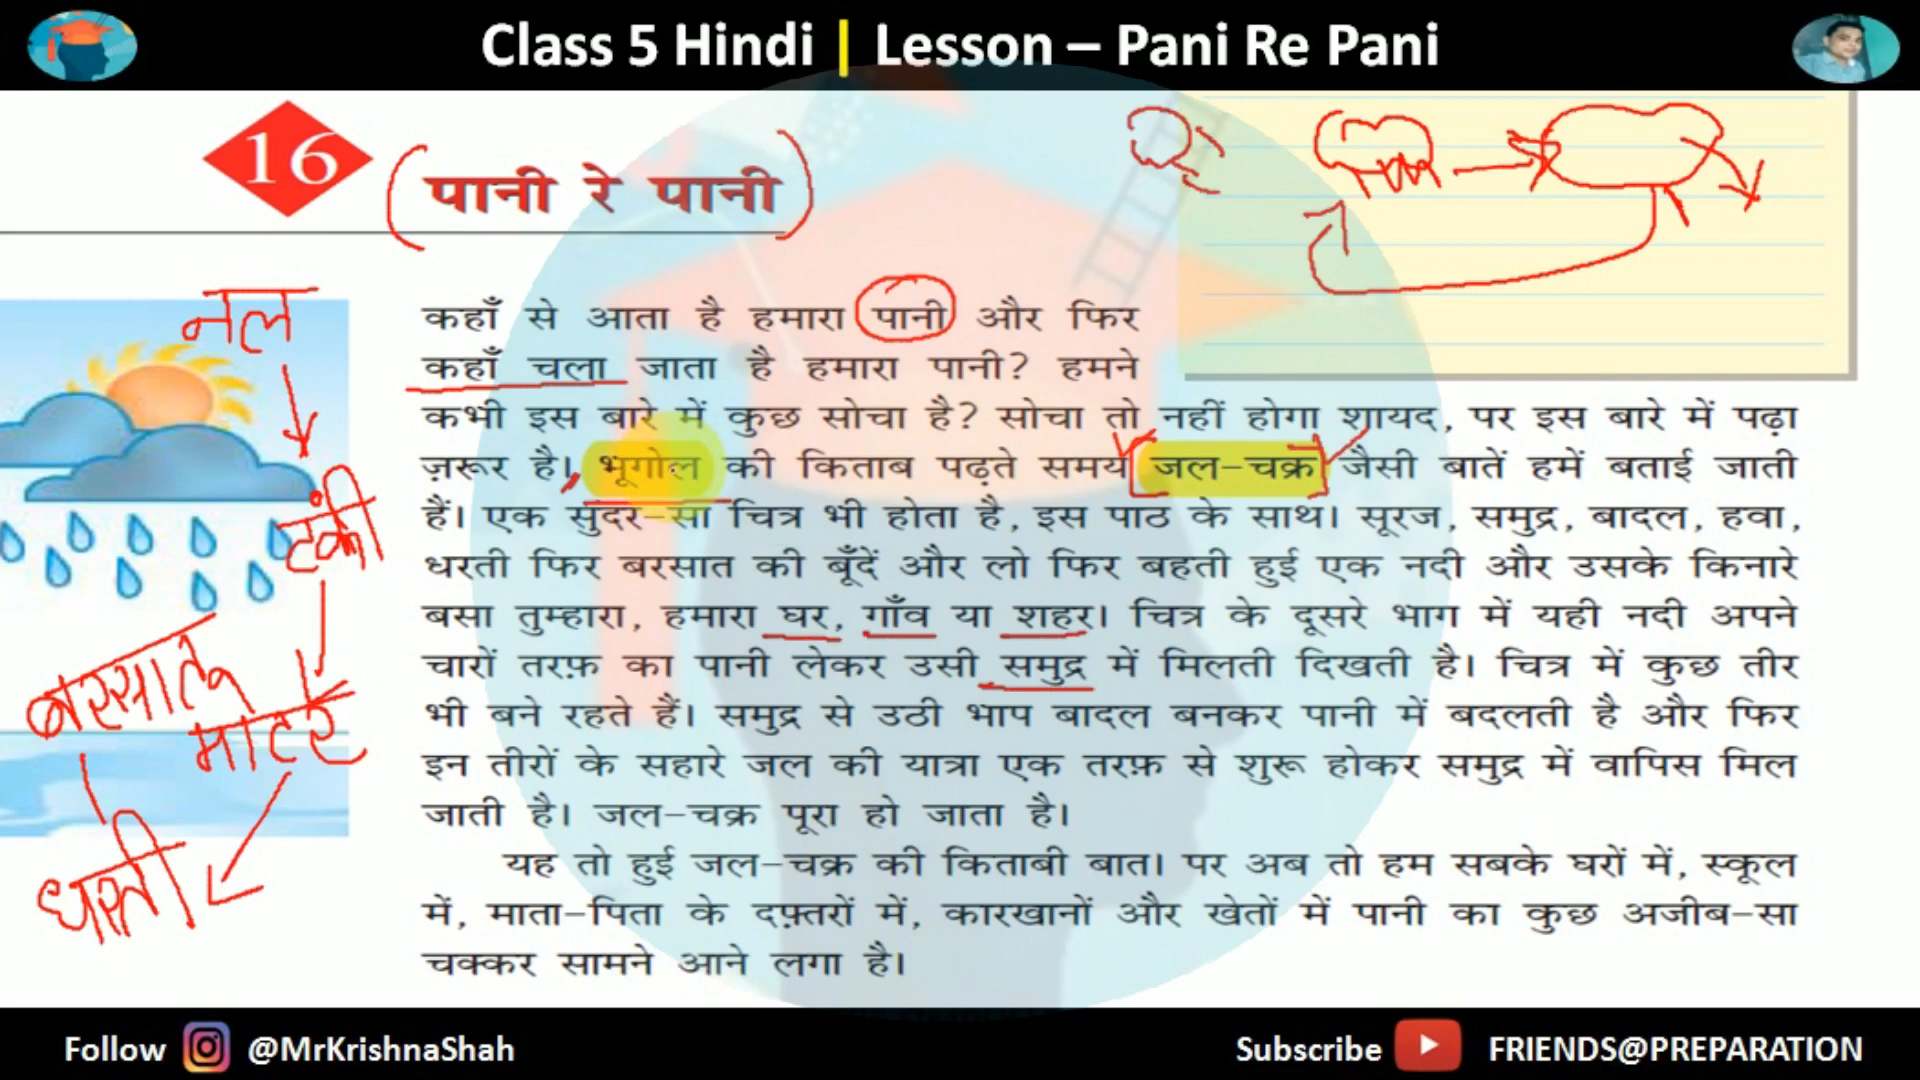 Class 5 Hindi | Lesson – Pani Re Pani
16
पानी रे पानी
कहाँ से आता है हमारा पानी और फिर
कहाँ चला जाता है हमारा पानी? हमने
कभी इस बारे में कुछ सोचा है? सोचा तो नहीं होगा शायद, पर इस बारे में पढ़ा
ज़रूर है। भूगोल की किताब पढ़ते समय जल-चक्र जैसी बातें हमें बताई जाती
हैं। एक सुंदर-सा चित्र भी होता है, इस पाठ के साथ। सूरज, समुद्र, बादल, हवा,
धरती फिर बरसात की बूँदें और लो फिर बहती हुई एक नदी और उसके किनारे
बसा तुम्हारा, हमारा घर, गाँव या शहर। चित्र के दूसरे भाग में यही नदी अपने
चारों तरफ़ का पानी लेकर उसी समुद्र में मिलती दिखती है। चित्र में कुछ तीर
भी बने रहते हैं। समुद्र से उठी भाप बादल बनकर पानी में बदलती है और फिर
इन तीरों के सहारे जल की यात्रा एक तरफ़ से शुरू होकर समुद्र में वापिस मिल
जाती है। जल-चक्र पूरा हो जाता है।
यह तो हुई जल-चक्र की किताबी बात। पर अब तो हम सबके घरों में, स्कूल
में, माता-पिता के दफ़्तरों में, कारखानों और खेतों में पानी का कुछ अजीब-सा
चक्कर सामने आने लगा है।
नल
टंकी
बरसात
मोटर
धरती
Follow @MrKrishnaShah
Subscribe FRIENDS@PREPARATION